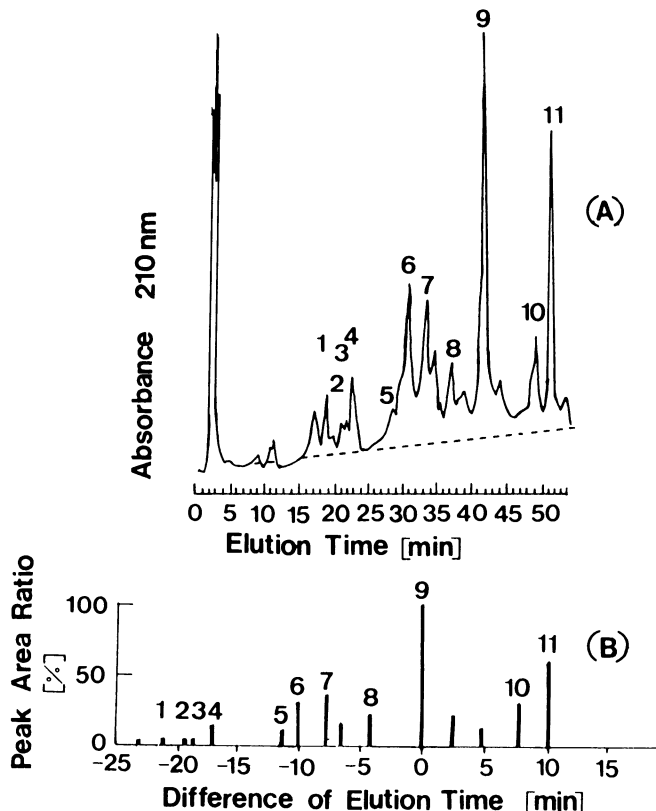 9
11
(A)
Absorbance 210 nm
6
7
10
1
4
3
8
2
5
0 5 10 15 20 25 30 35 40 45 50
Elution Time [min]
9
Peak Area Ratio
[%]
100
(B)
11
50
6
7
10
8
1 2 3 4
5
0
-25 -20 -15 -10 -5 0 5 10 15
Difference of Elution Time [min]